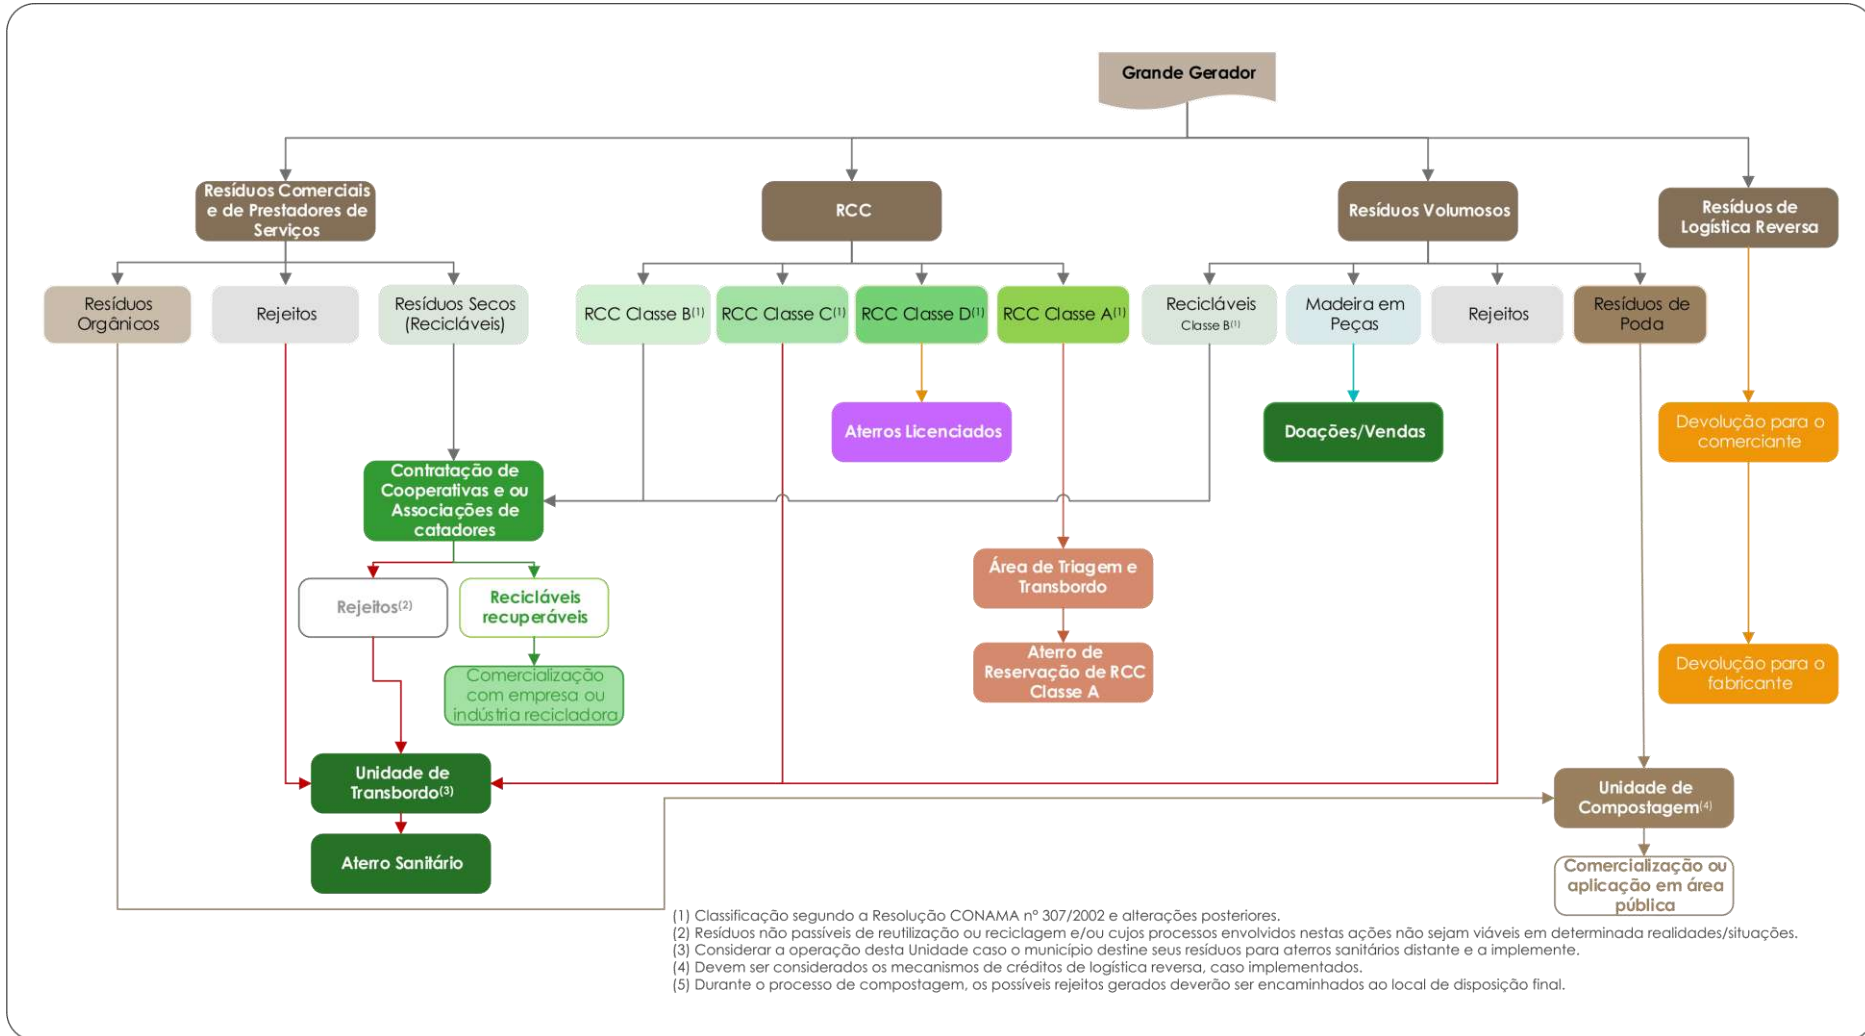 Grande Gerador
Resíduos Comerciais
e de Prestadores de
Serviços
RCC
Resíduos Volumosos
Resíduos de
Logística Reversa
Resíduos
Orgânicos
Rejeitos
Resíduos Secos
(Recicláveis)
RCC Classe B(1)
RCC Classe C(1)
RCC Classe D(1)
RCC Classe A(1)
Recicláveis
Classe B(1)
Madeira em
Peças
Rejeitos
Resíduos de
Poda
Aterros Licenciados
Doações/Vendas
Devolução para o
comerciante
Contratação de
Cooperativas e ou
Associações de
catadores
Área de Triagem e
Transbordo
Rejeitos(2)
Recicláveis
recuperáveis
Aterro de
Reservação de RCC
Classe A
Devolução para o
fabricante
Comercialização
com empresa ou
indústria recicladora
Unidade de
Transbordo(3)
Unidade de
Compostagem(4)
Aterro Sanitário
Comercialização ou
aplicação em área
pública
(1) Classificação segundo a Resolução CONAMA nº 307/2002 e alterações posteriores.
(2) Resíduos não passíveis de reutilização ou reciclagem e/ou cujos processos envolvidos nestas ações não sejam viáveis em determinada realidades/situações.
(3) Considerar a operação desta Unidade caso o município destine seus resíduos para aterros sanitários distante e a implemente.
(4) Devem ser considerados os mecanismos de créditos de logística reversa, caso implementados.
(5) Durante o processo de compostagem, os possíveis rejeitos gerados deverão ser encaminhados ao local de disposição final.